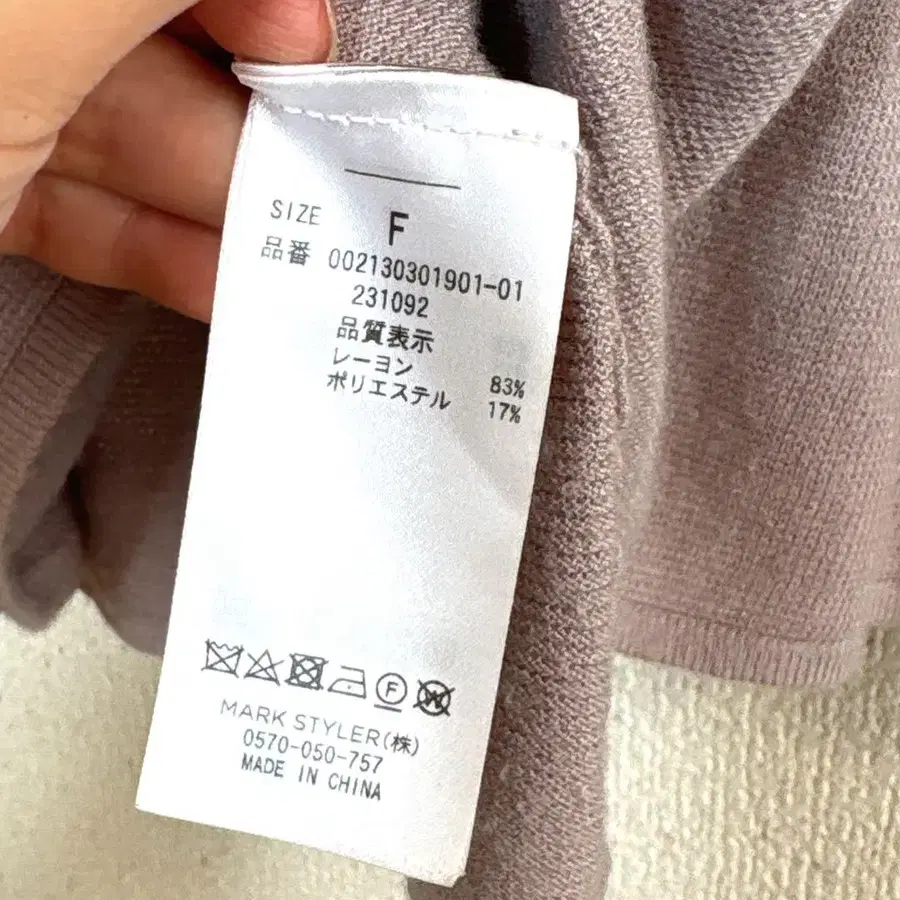 SIZE F
品番 002130301901-01
231092
品質表示
レーヨン 83%
ポリエステル 17%
F W
MARK STYLER(株)
0570-050-757
MADE IN CHINA